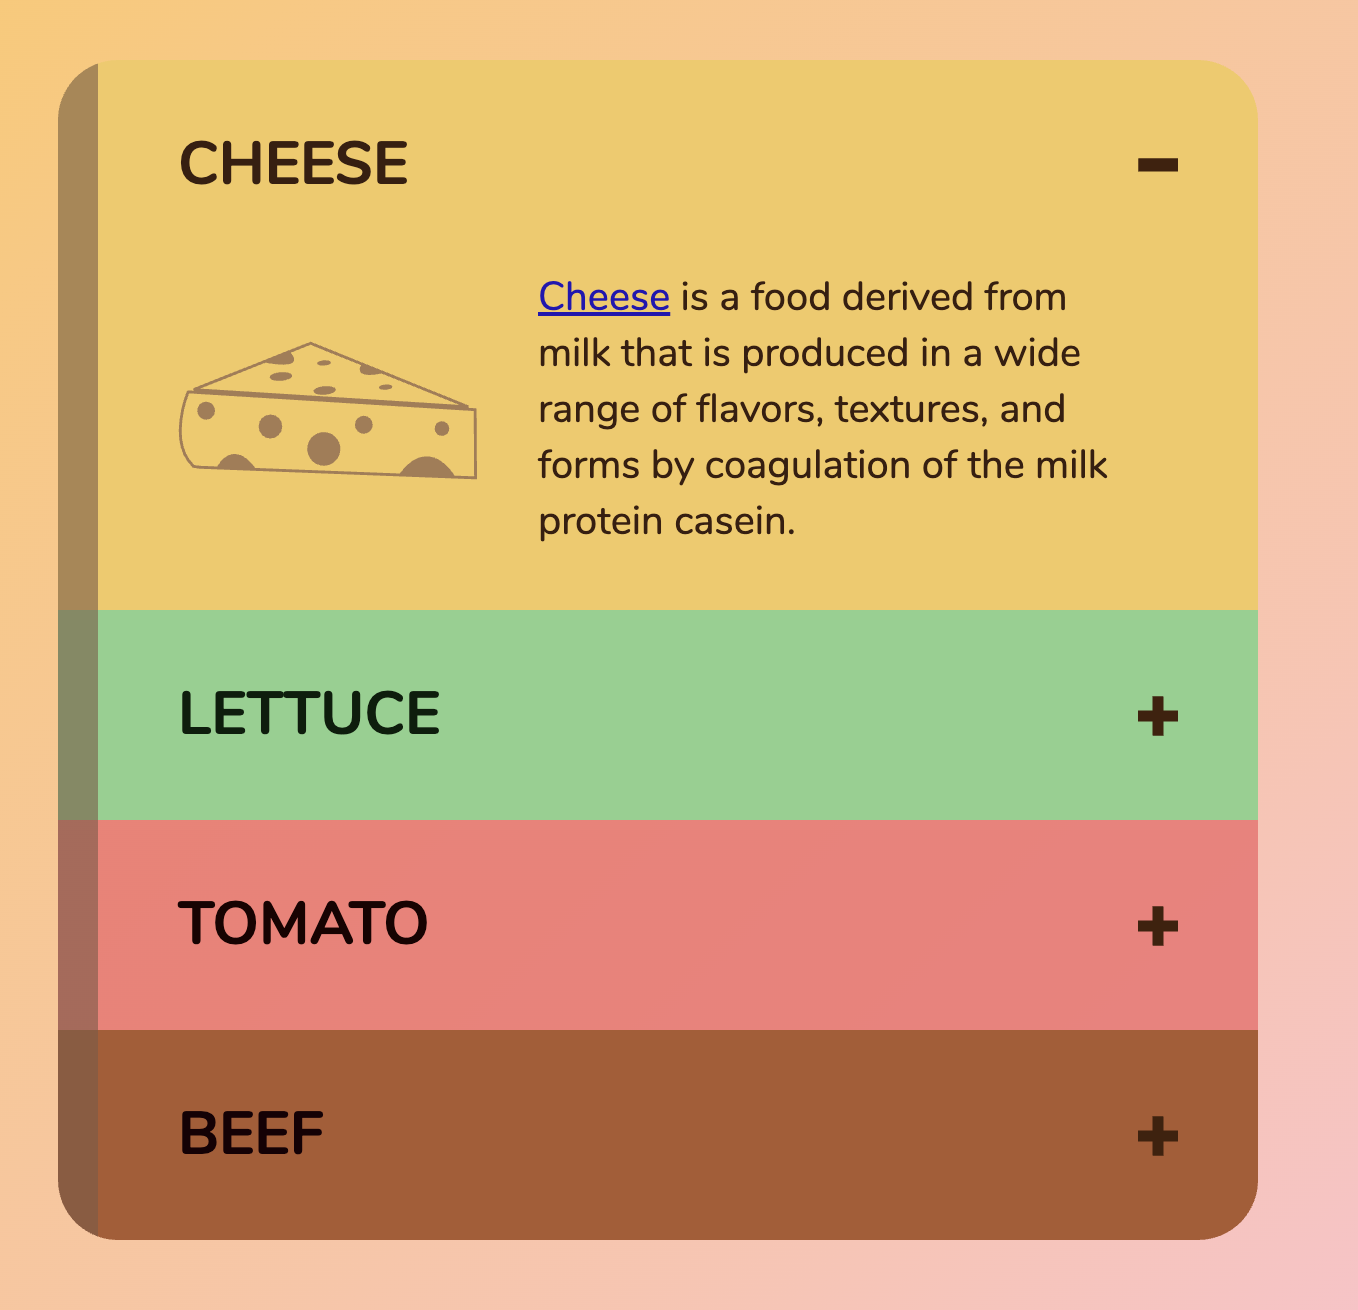 CHEESE
Cheese is a food derived from
milk that is produced in a wide
range of flavors, textures, and
forms by coagulation of the milk
protein casein.
LETTUCE
TOMATO
BEEF